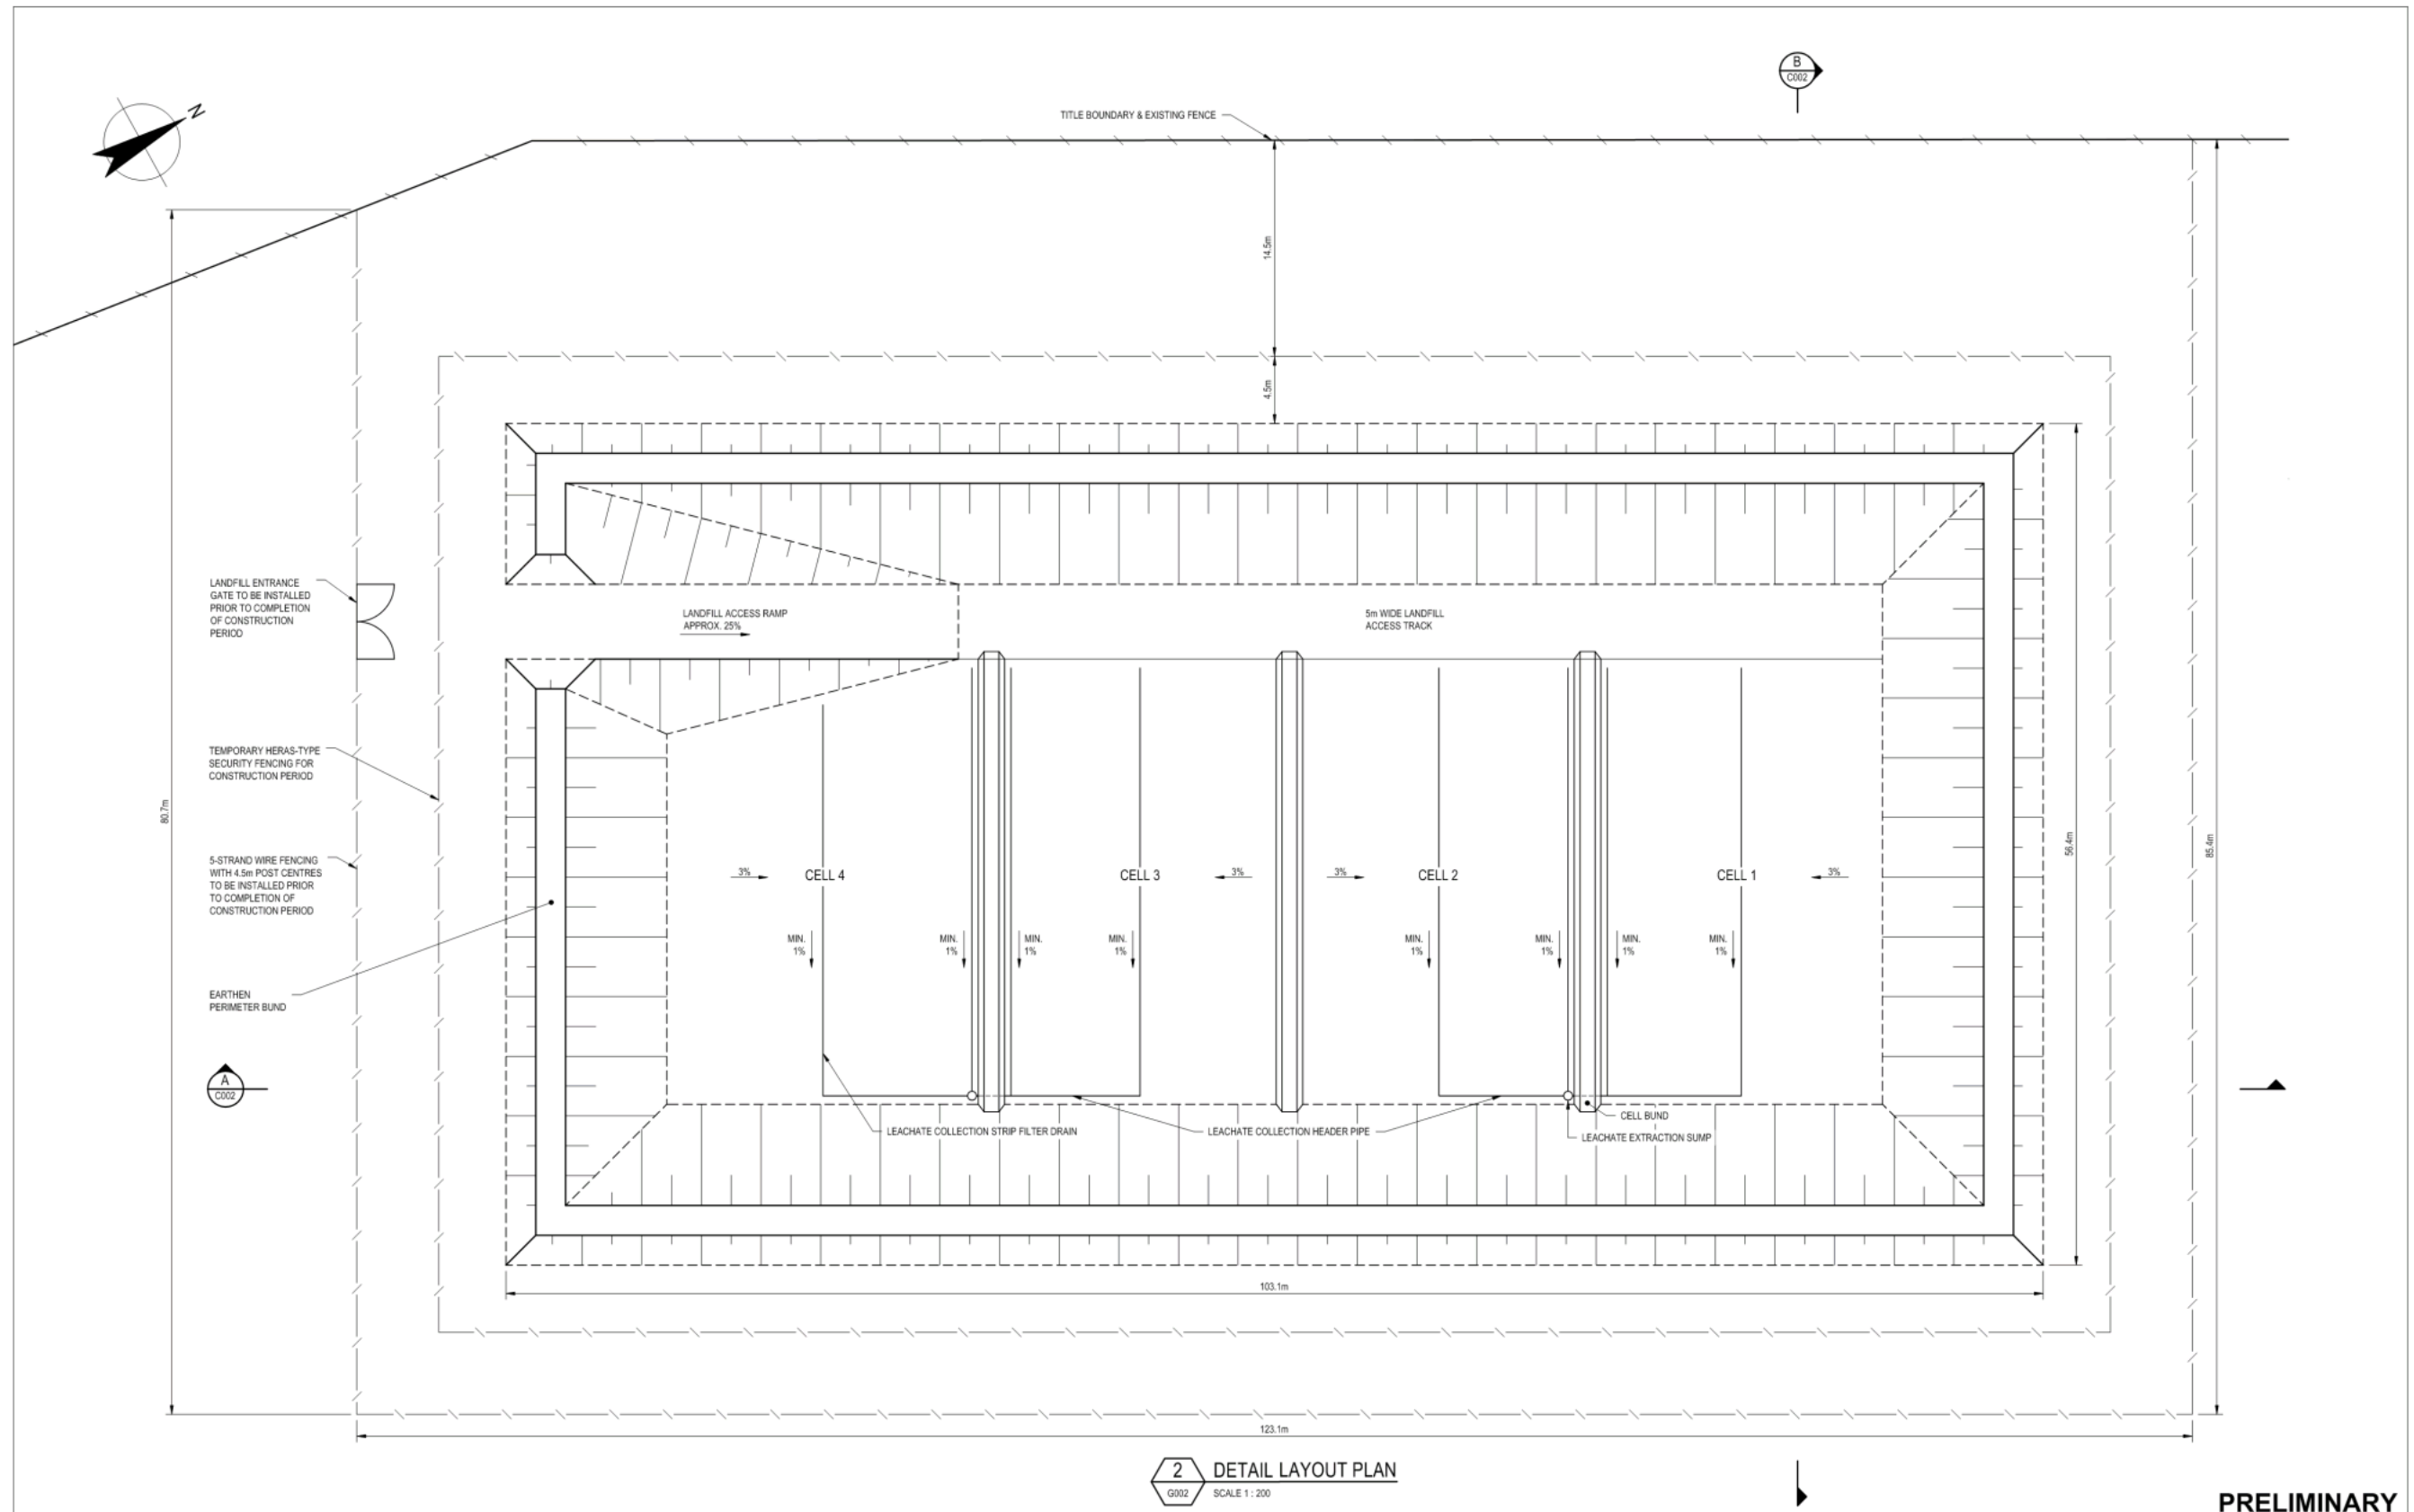 B
C002
N
TITLE BOUNDARY & EXISTING FENCE
14.5m
4.5m
LANDFILL ENTRANCE
GATE TO BE INSTALLED
PRIOR TO COMPLETION
OF CONSTRUCTION
PERIOD
LANDFILL ACCESS RAMP
APPROX. 25%
5m WIDE LANDFILL
ACCESS TRACK
TEMPORARY HERAS-TYPE
SECURITY FENCING FOR
CONSTRUCTION PERIOD
80.7m
56.4m
85.4m
5-STRAND WIRE FENCING
WITH 4.5m POST CENTRES
TO BE INSTALLED PRIOR
TO COMPLETION OF
CONSTRUCTION PERIOD
3%
CELL 4
CELL 3
3%
3%
CELL 2
CELL 1
3%
MIN.
1%
MIN.
1%
MIN.
1%
MIN.
1%
MIN.
1%
MIN.
1%
MIN.
1%
MIN.
1%
EARTHEN
PERIMETER BUND
A
C002
LEACHATE COLLECTION STRIP FILTER DRAIN
LEACHATE COLLECTION HEADER PIPE
CELL BUND
LEACHATE EXTRACTION SUMP
103.1m
123.1m
2
G002
DETAIL LAYOUT PLAN
SCALE 1 : 200
PRELIMINARY